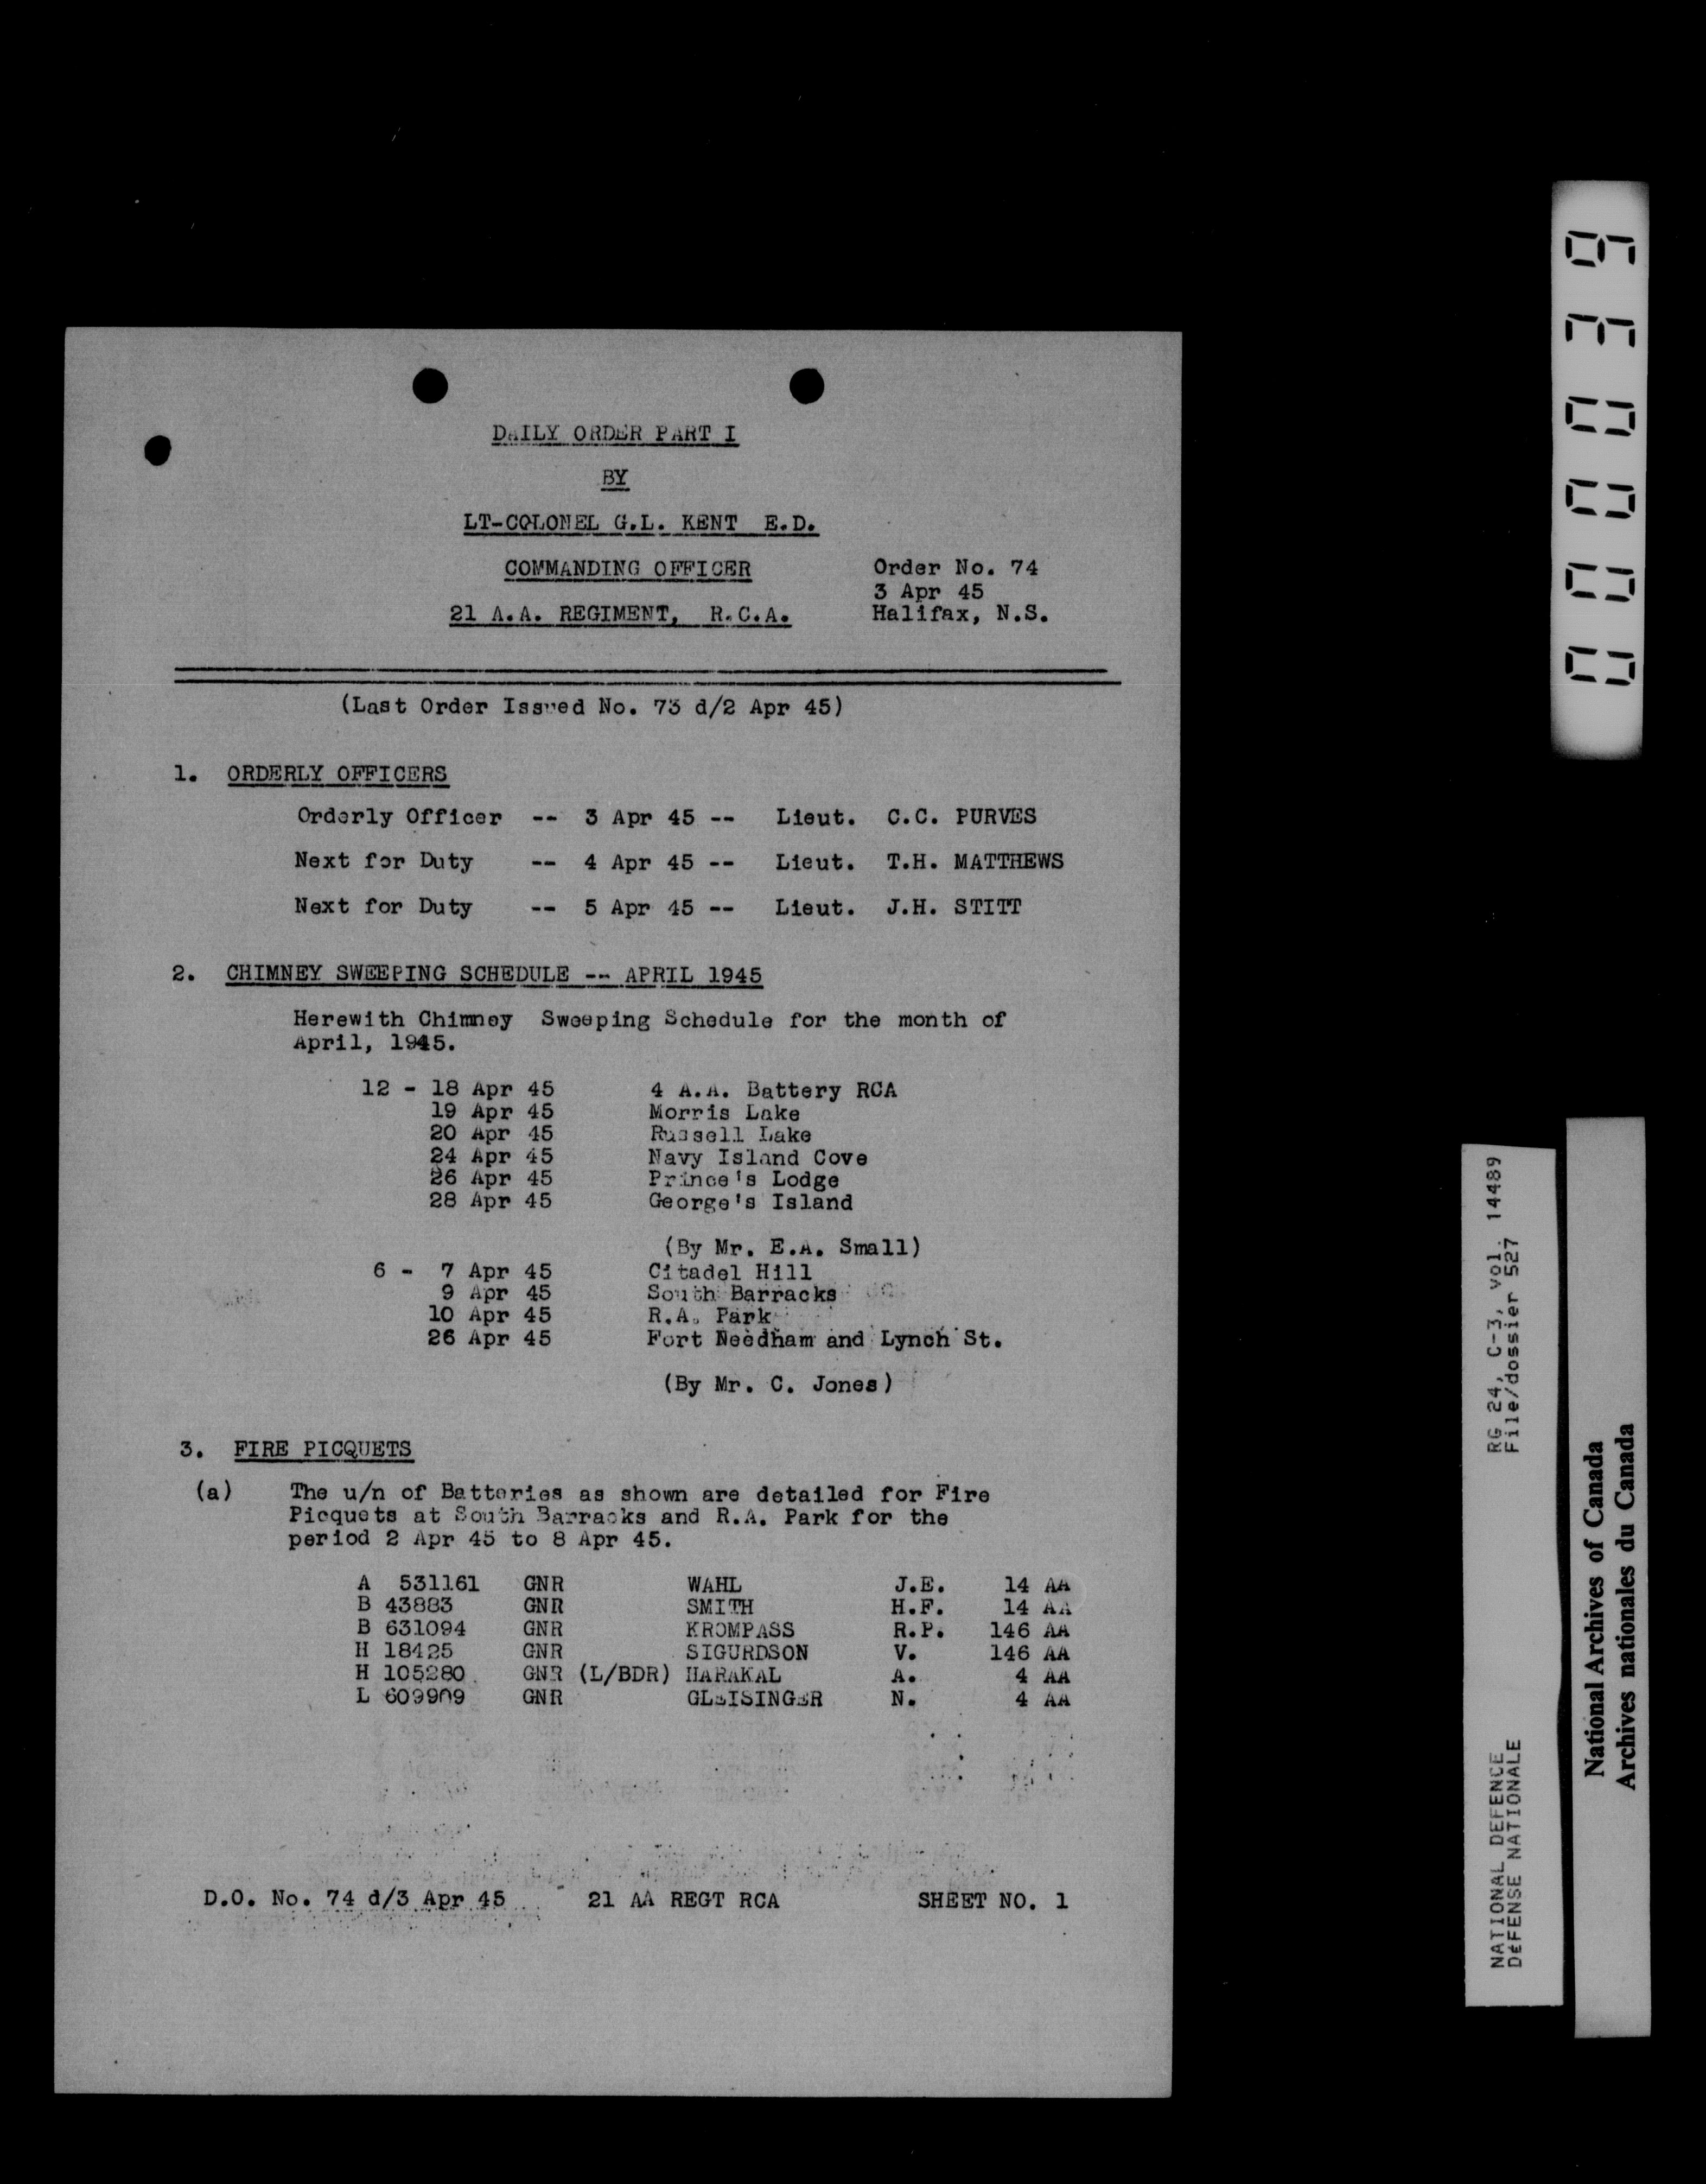 DAILY ORDER PART I
BY
LT-COLONEL G.L. KENT E.D.
COMMANDING OFFICER
21 A.A. REGIMENT, R.C.A.
Order No. 74
3 Apr 45
Halifax, N.S.
(Last Order Issued No. 73 d/2 Apr 45)
1. ORDERLY OFFICERS
Orderly Officer -- 3 Apr 45 -- Lieut. C.C. PURVES
Next for Duty -- 4 Apr 45 -- Lieut. T.H. MATTHEWS
Next for Duty -- 5 Apr 45 -- Lieut. J.H. STITT
2. CHIMNEY SWEEPING SCHEDULE -- APRIL 1945
Herewith Chimney Sweeping Schedule for the month of
April, 1945.
12 - 18 Apr 45 4 A.A. Battery RCA
19 Apr 45 Morris Lake
20 Apr 45 Russell Lake
24 Apr 45 Navy Island Cove
26 Apr 45 Prince's Lodge
28 Apr 45 George's Island
(By Mr. E.A. Small)
6 - 7 Apr 45 Citadel Hill
9 Apr 45 South Barracks
10 Apr 45 R.A. Park
26 Apr 45 Fort Needham and Lynch St.
(By Mr. C. Jones)
3. FIRE PICQUETS
(a) The u/n of Batteries as shown are detailed for Fire
Picquets at South Barracks and R.A. Park for the
period 2 Apr 45 to 8 Apr 45.
A 531161 GNR WAHL J.E. 14 AA
B 43883 GNR SMITH H.F. 14 AA
B 631094 GNR KROMPASS R.P. 146 AA
H 18425 GNR SIGURDSON V. 146 AA
H 105280 GNR (L/BDR) HARAKAL A. 4 AA
L 609909 GNR GLEISINGER N. 4 AA
D.O. No. 74 d/3 Apr 45 21 AA REGT RCA SHEET NO. 1
000039
RG 24, C-3, vol. 14489
File/dossier 527
NATIONAL DEFENCE
DÉFENSE NATIONALE
National Archives of Canada
Archives nationales du Canada